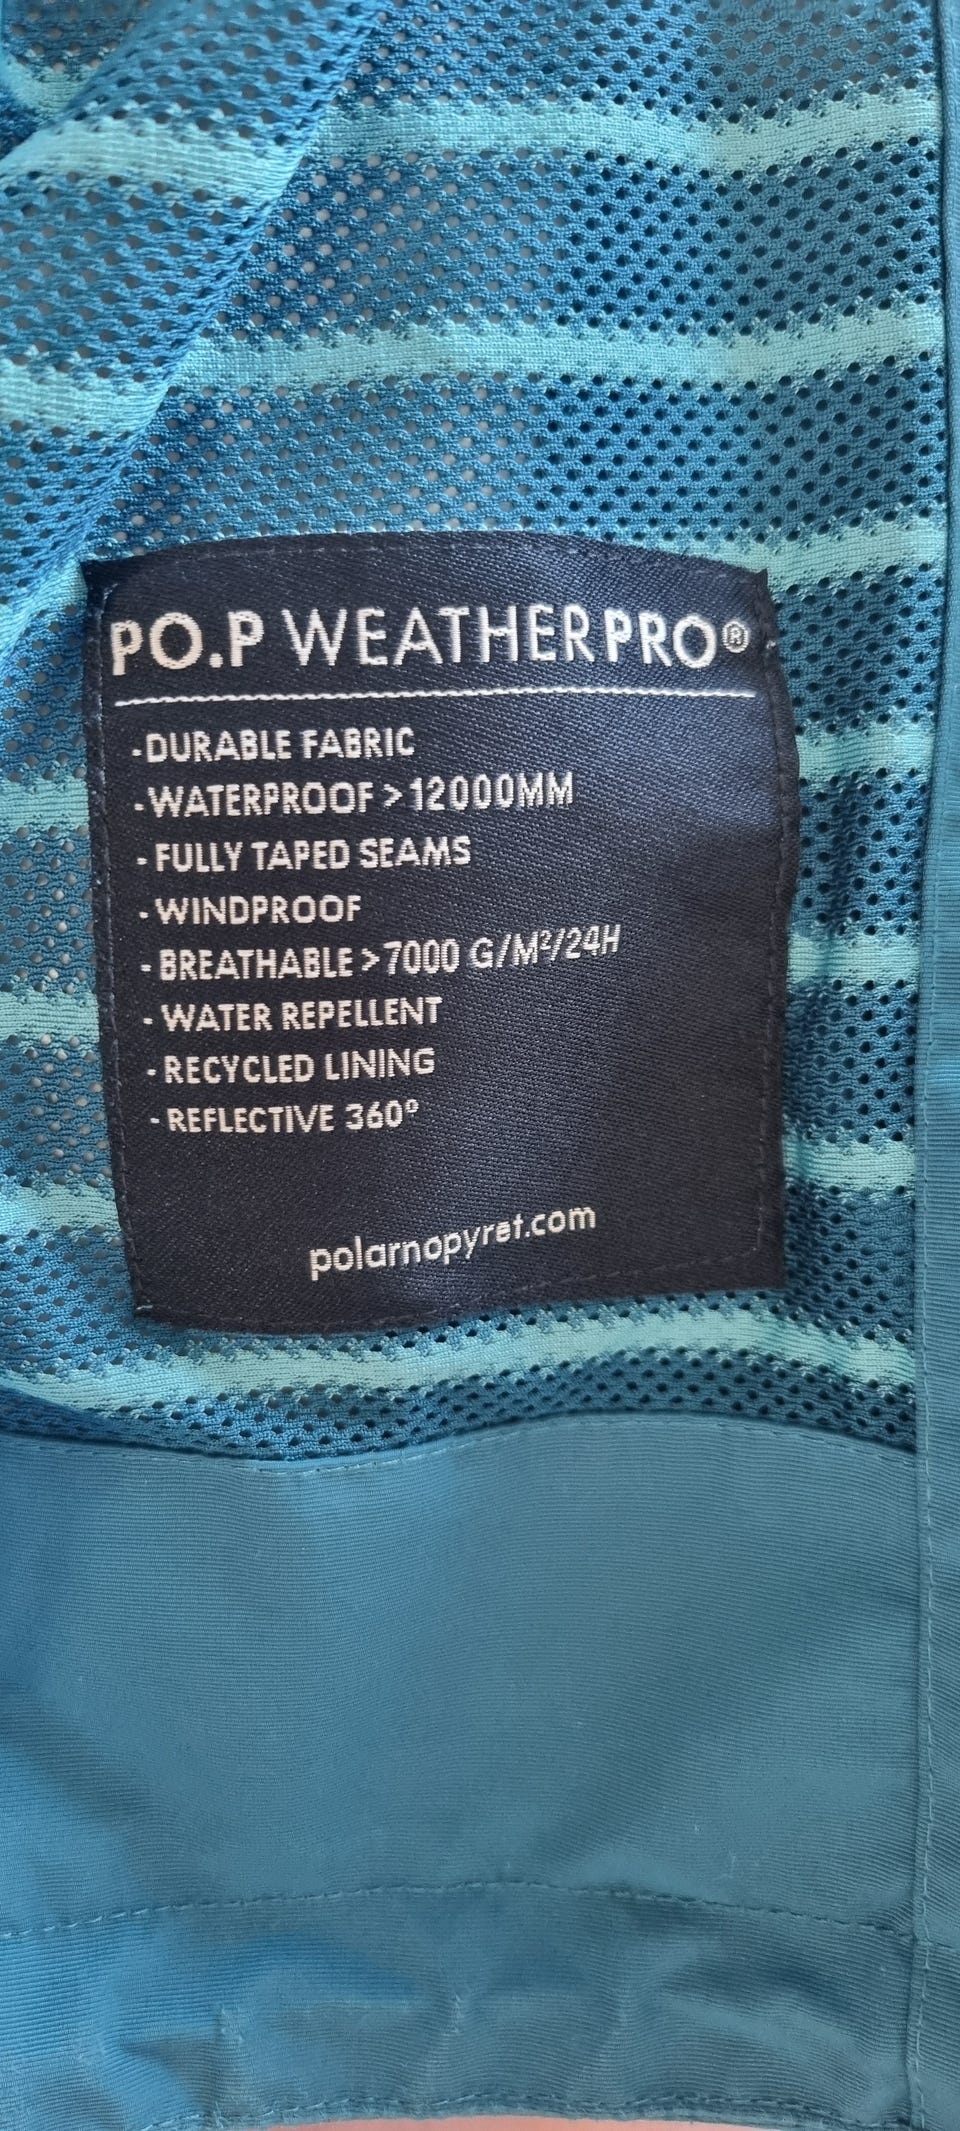 PO.P WEATHERPRO®
-DURABLE FABRIC
-WATERPROOF >12000MM
- FULLY TAPED SEAMS
- WINDPROOF
- BREATHABLE >7000 G/M²/24H
- WATER REPELLENT
- RECYCLED LINING
- REFLECTIVE 360°
polarnopyret.com